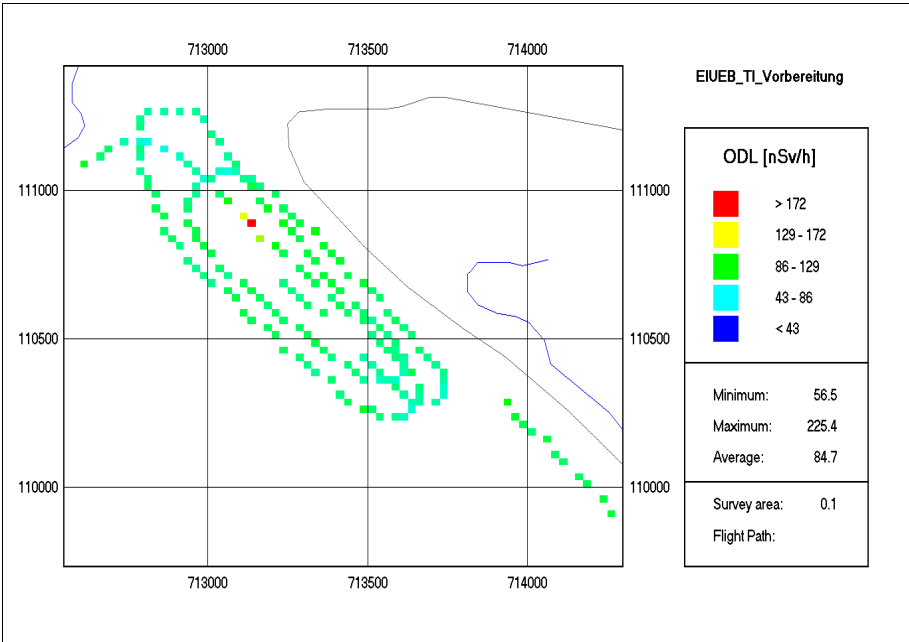 713000 713500 714000
EIUEB_TI_Vorbereitung
ODL [nSv/h]
> 172
129 - 172
86 - 129
43 - 86
< 43
111000 111000
110500 110500
110000 110000
Minimum: 56.5
Maximum: 225.4
Average: 84.7
Survey area: 0.1
Flight Path:
713000 713500 714000